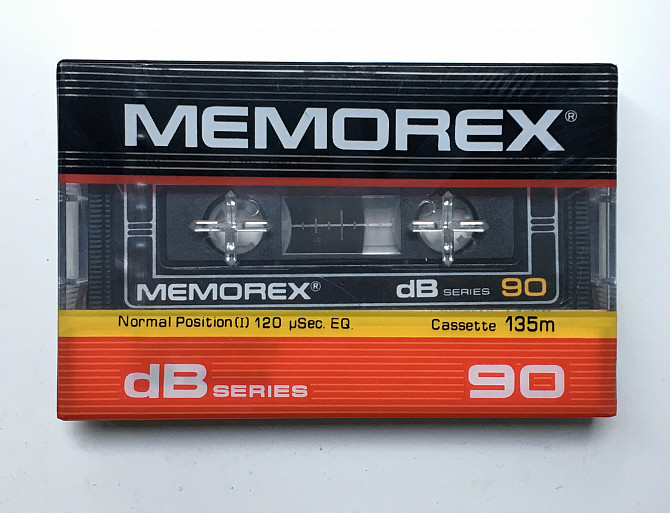 MEMOREX®
MEMOREX®
dB SERIES 90
Normal Position(I) 120 µSec. EQ.
Cassette 135m
dB SERIES
90